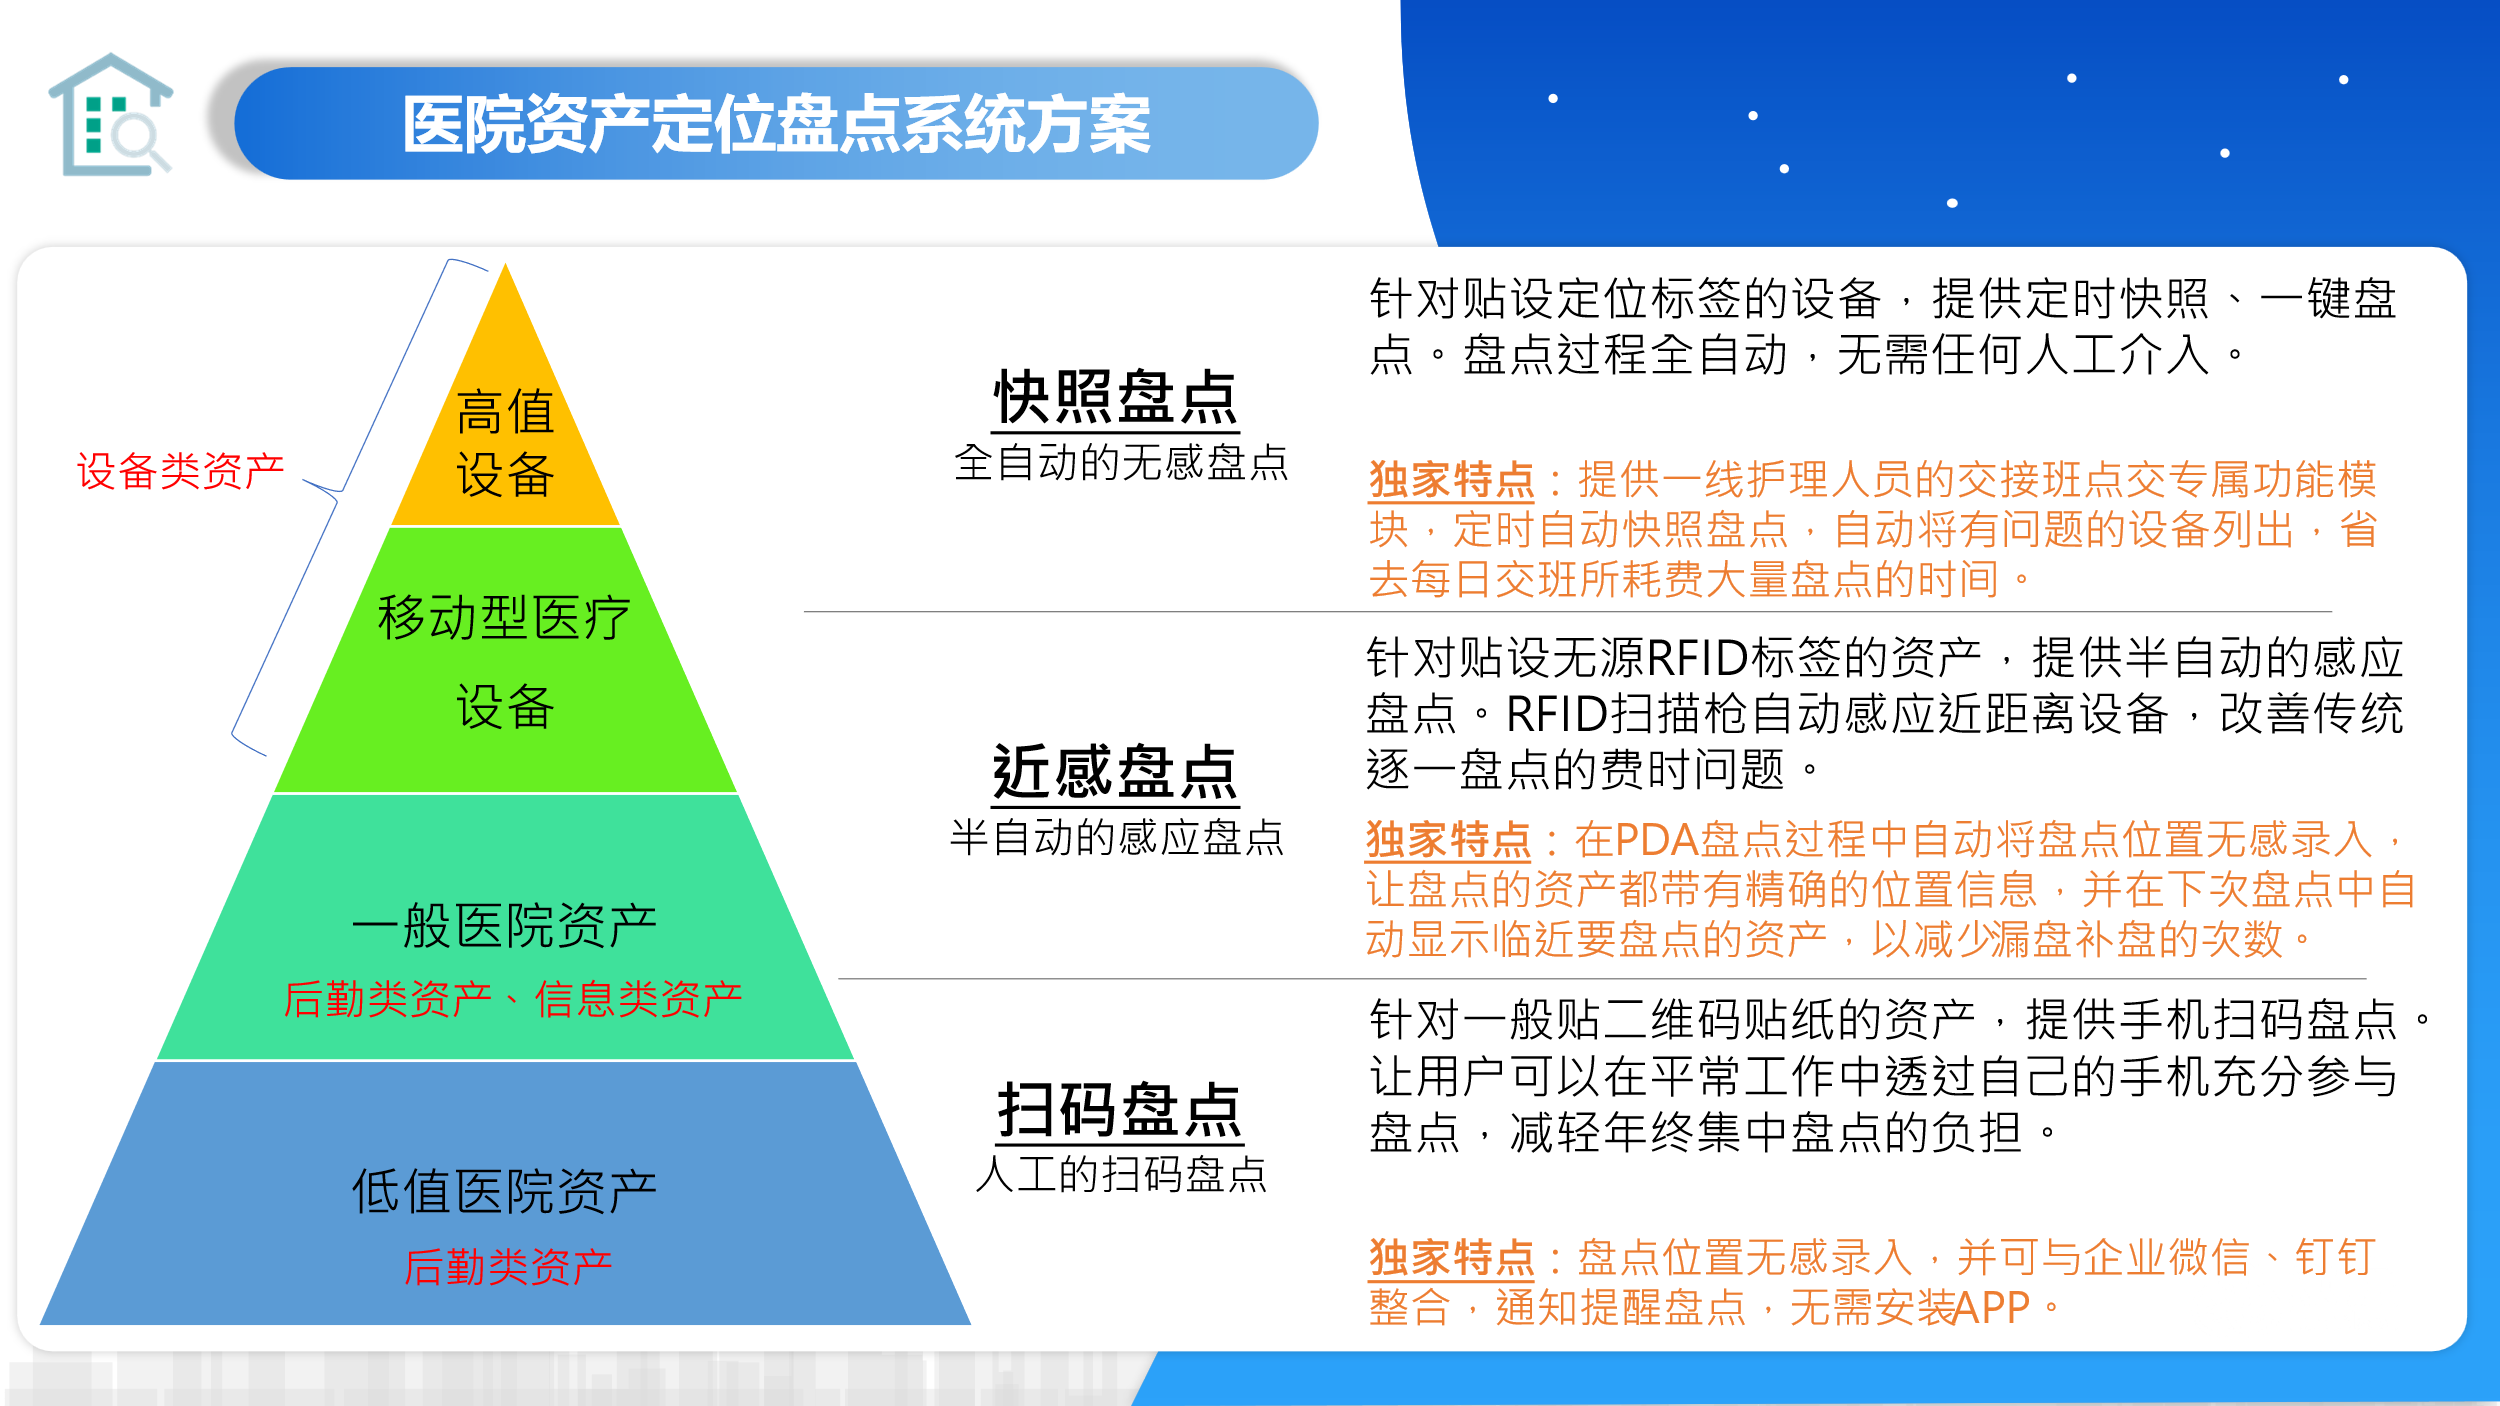 医院资产定位盘点系统方案
设备类资产
高值
设备
移动型医疗
设备
一般医院资产
后勤类资产、信息类资产
低值医院资产
后勤类资产
快照盘点
全自动的无感盘点
针对贴设定位标签的设备，提供定时快照、一键盘
点。盘点过程全自动，无需任何人工介入。
独家特点：提供一线护理人员的交接班点交专属功能模
块，定时自动快照盘点，自动将有问题的设备列出，省
去每日交班所耗费大量盘点的时间。
近感盘点
半自动的感应盘点
针对贴设无源RFID标签的资产，提供半自动的感应
盘点。RFID扫描枪自动感应近距离设备，改善传统
逐一盘点的费时问题。
独家特点：在PDA盘点过程中自动将盘点位置无感录入，
让盘点的资产都带有精确的位置信息，并在下次盘点中自
动显示临近要盘点的资产，以减少漏盘补盘的次数。
扫码盘点
人工的扫码盘点
针对一般贴二维码贴纸的资产，提供手机扫码盘点。
让用户可以在平常工作中透过自己的手机充分参与
盘点，减轻年终集中盘点的负担。
独家特点：盘点位置无感录入，并可与企业微信、钉钉
整合，通知提醒盘点，无需安装APP。